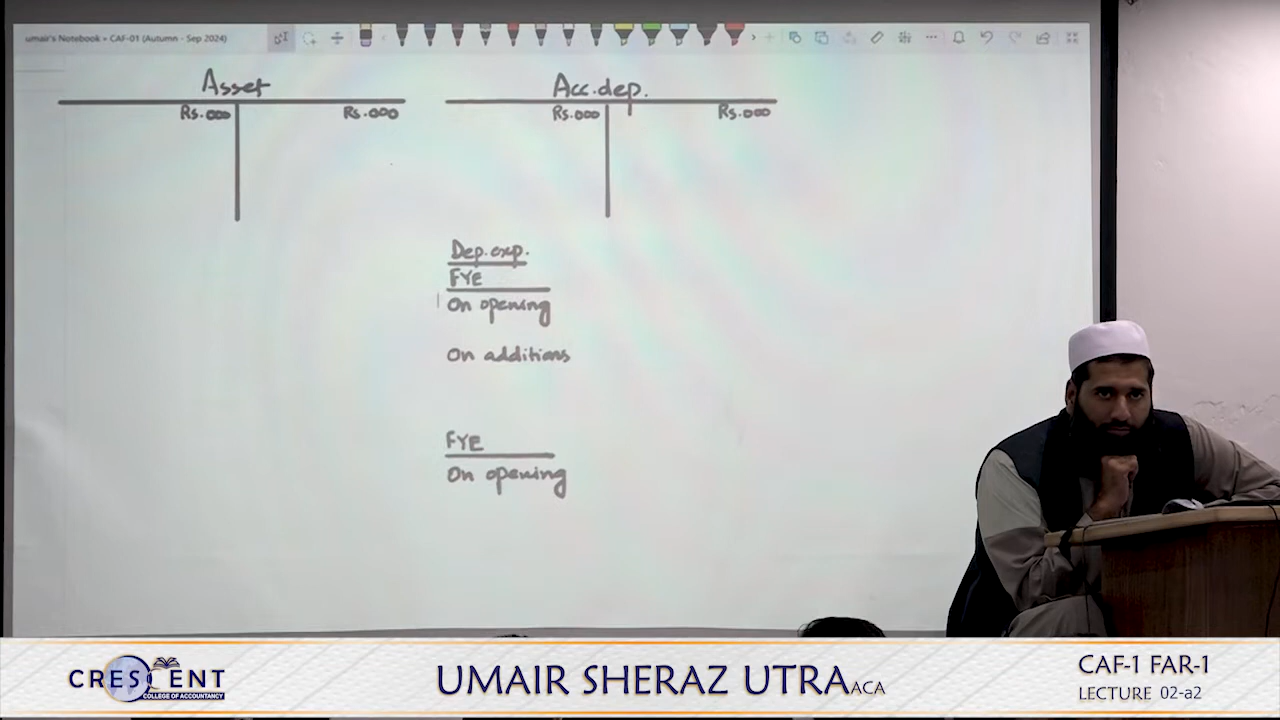 umair's Notebook » CAF-01 (Autumn - Sep 2024)
Asset
Acc.dep.
Rs.000
Rs.000
Rs.000
Rs.000
Dep.exp.
FYE
On opening
On additions
FYE
On opening
CRESCENT
COLLEGE OF ACCOUNTANCY
UMAIR SHERAZ UTRA ACA
CAF-1 FAR-1
LECTURE 02-a2